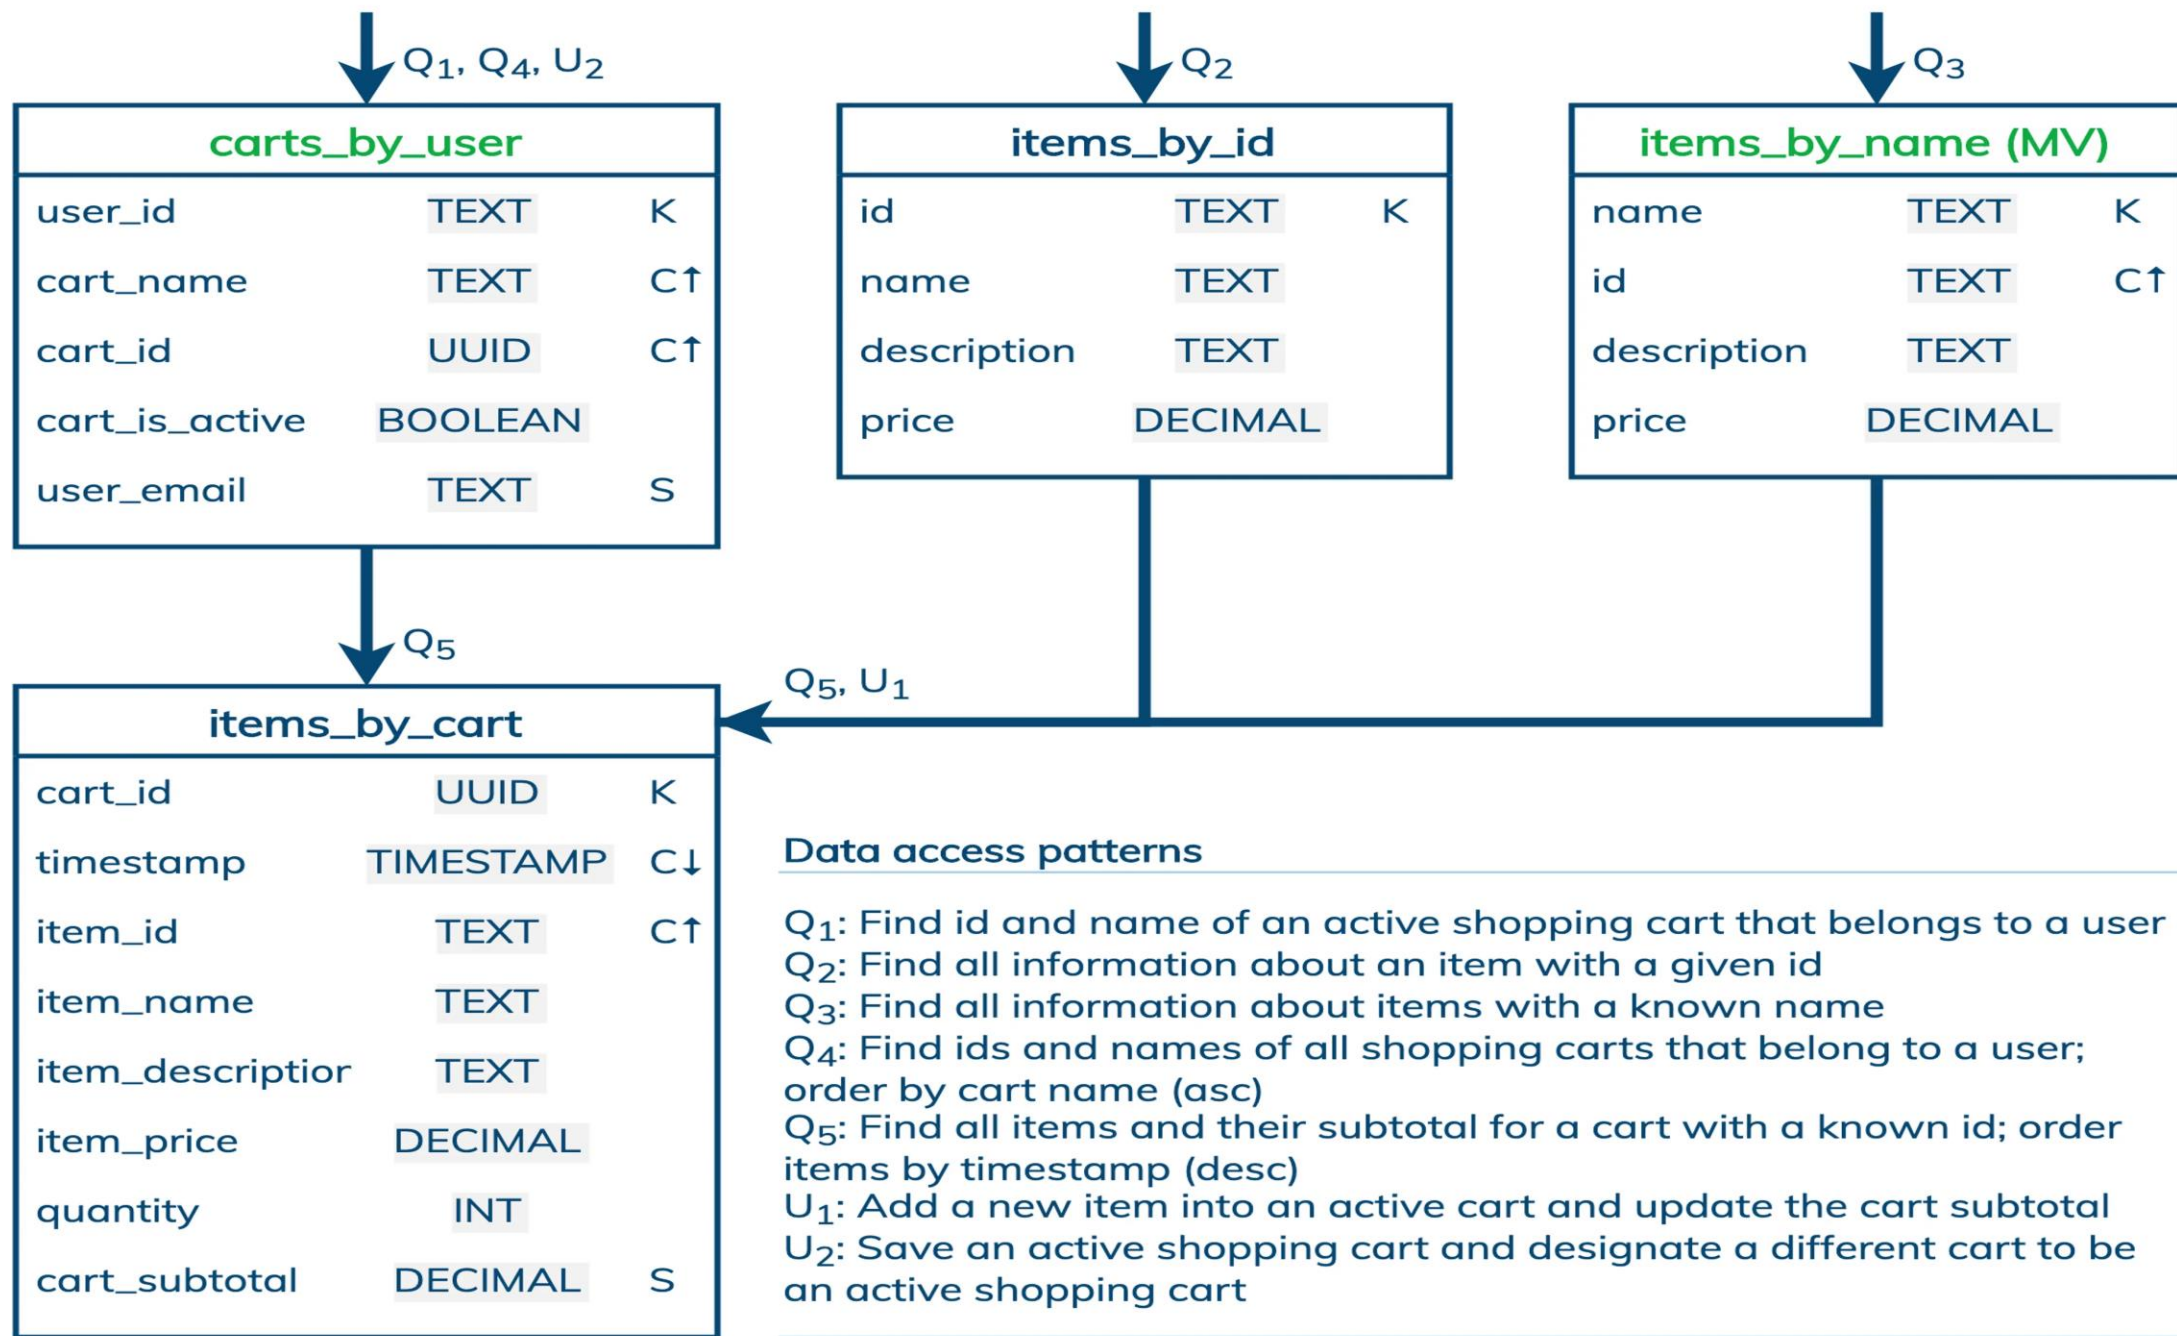 Q₁, Q₄, U₂
Q₂
Q₃
carts_by_user
user_id TEXT K
cart_name TEXT C↑
cart_id UUID C↑
cart_is_active BOOLEAN
user_email TEXT S
items_by_id
id TEXT K
name TEXT
description TEXT
price DECIMAL
items_by_name (MV)
name TEXT K
id TEXT C↑
description TEXT
price DECIMAL
Q₅
Q₅, U₁
items_by_cart
cart_id UUID K
timestamp TIMESTAMP C↓
item_id TEXT C↑
item_name TEXT
item_descriptior TEXT
item_price DECIMAL
quantity INT
cart_subtotal DECIMAL S
Data access patterns
Q₁: Find id and name of an active shopping cart that belongs to a user
Q₂: Find all information about an item with a given id
Q₃: Find all information about items with a known name
Q₄: Find ids and names of all shopping carts that belong to a user;
order by cart name (asc)
Q₅: Find all items and their subtotal for a cart with a known id; order
items by timestamp (desc)
U₁: Add a new item into an active cart and update the cart subtotal
U₂: Save an active shopping cart and designate a different cart to be
an active shopping cart